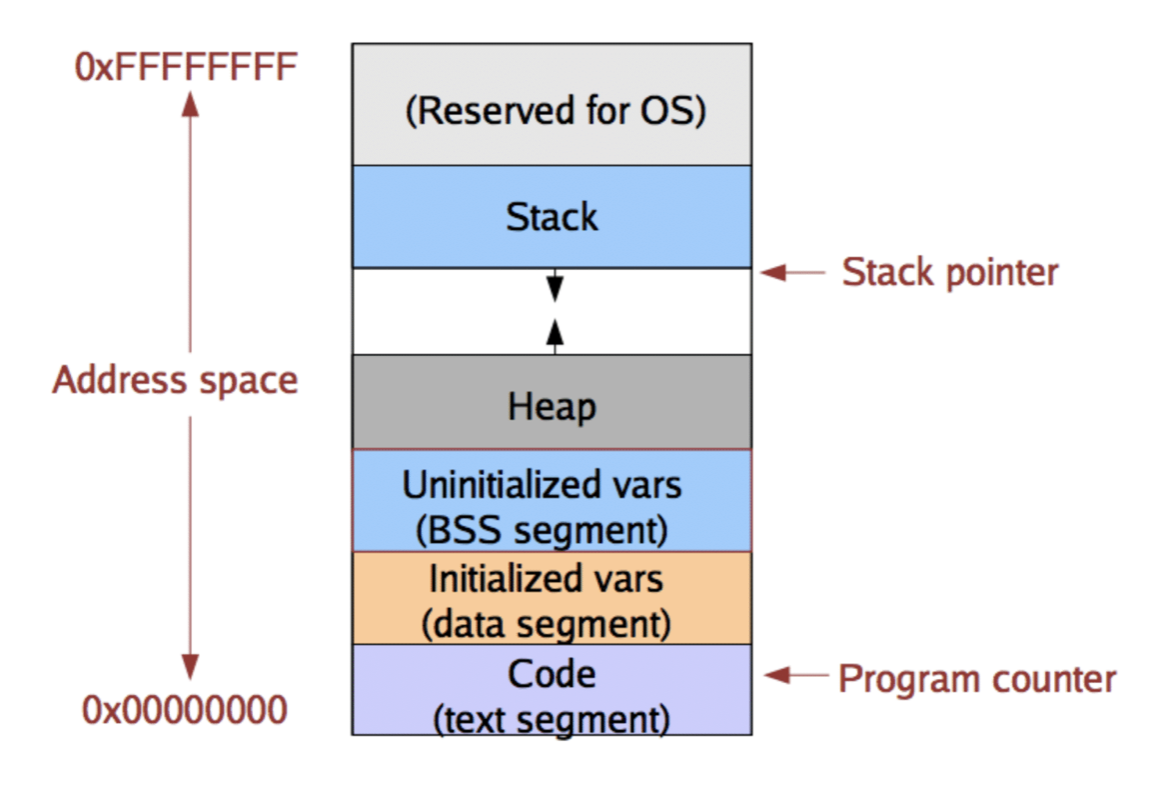 0xFFFFFFFF
(Reserved for OS)
Stack
Stack pointer
Address space
Heap
Uninitialized vars
(BSS segment)
Initialized vars
(data segment)
Code
(text segment)
Program counter
0x00000000